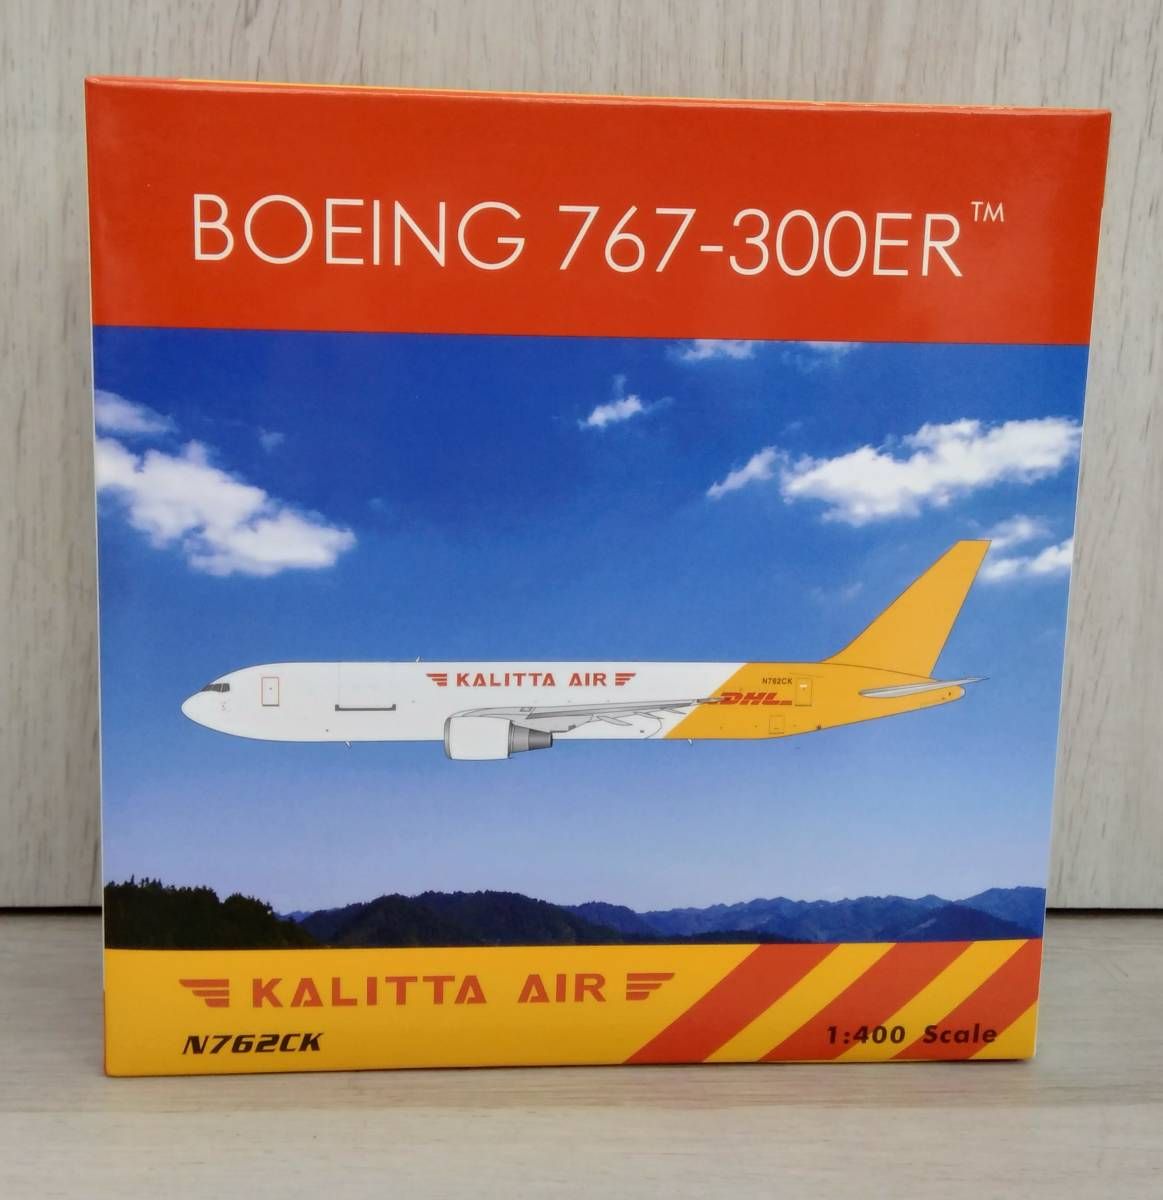 BOEING 767-300ER™
KALITTA AIR
N762CK
DHL
KALITTA AIR
N762CK
1:400 Scale